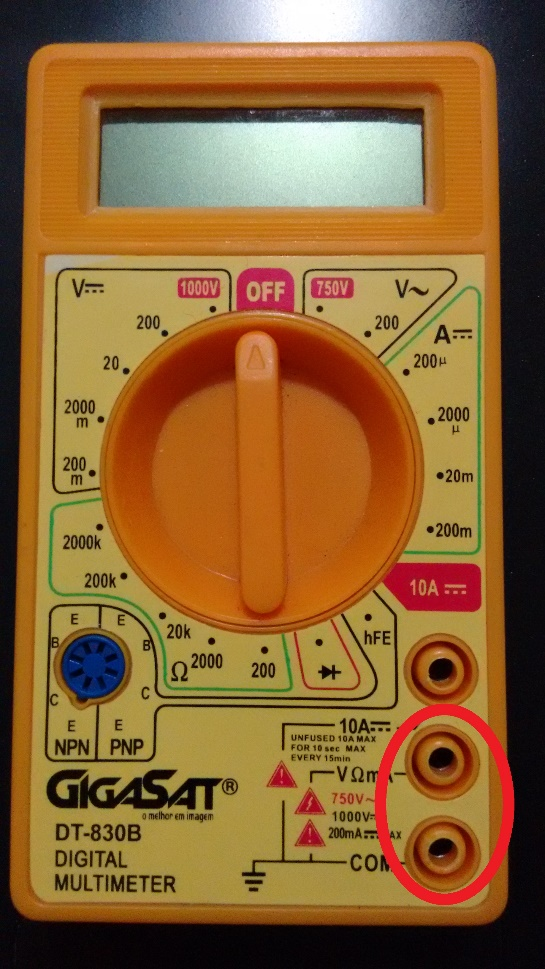 V⎓ 1000V OFF 750V V~
200 200
A⎓
20 200µ
2000
m
2000
µ
200
m
20m
2000k 200m
200k
10A⎓
20k
Ω 2000 200 hFE
E E
B B
C C
E E
NPN PNP
10A⎓
UNFUSED 10A MAX
FOR 10 sec MAX
EVERY 15min
VΩmA
750V~
1000V⎓
200mA⎓MAX
COM
GIGASAT®
o melhor em imagem
DT-830B
DIGITAL
MULTIMETER